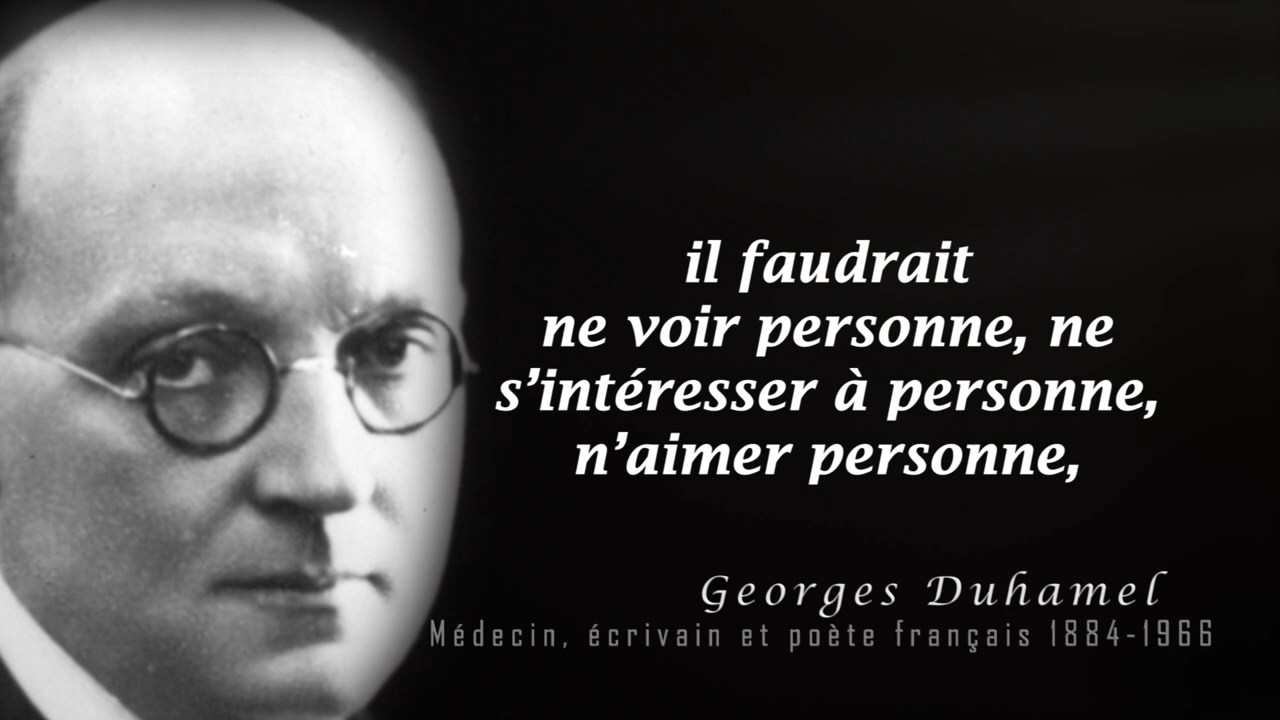 il faudrait
ne voir personne, ne
s’intéresser à personne,
n’aimer personne,
Georges Duhamel
Médecin, écrivain et poète français 1884-1966